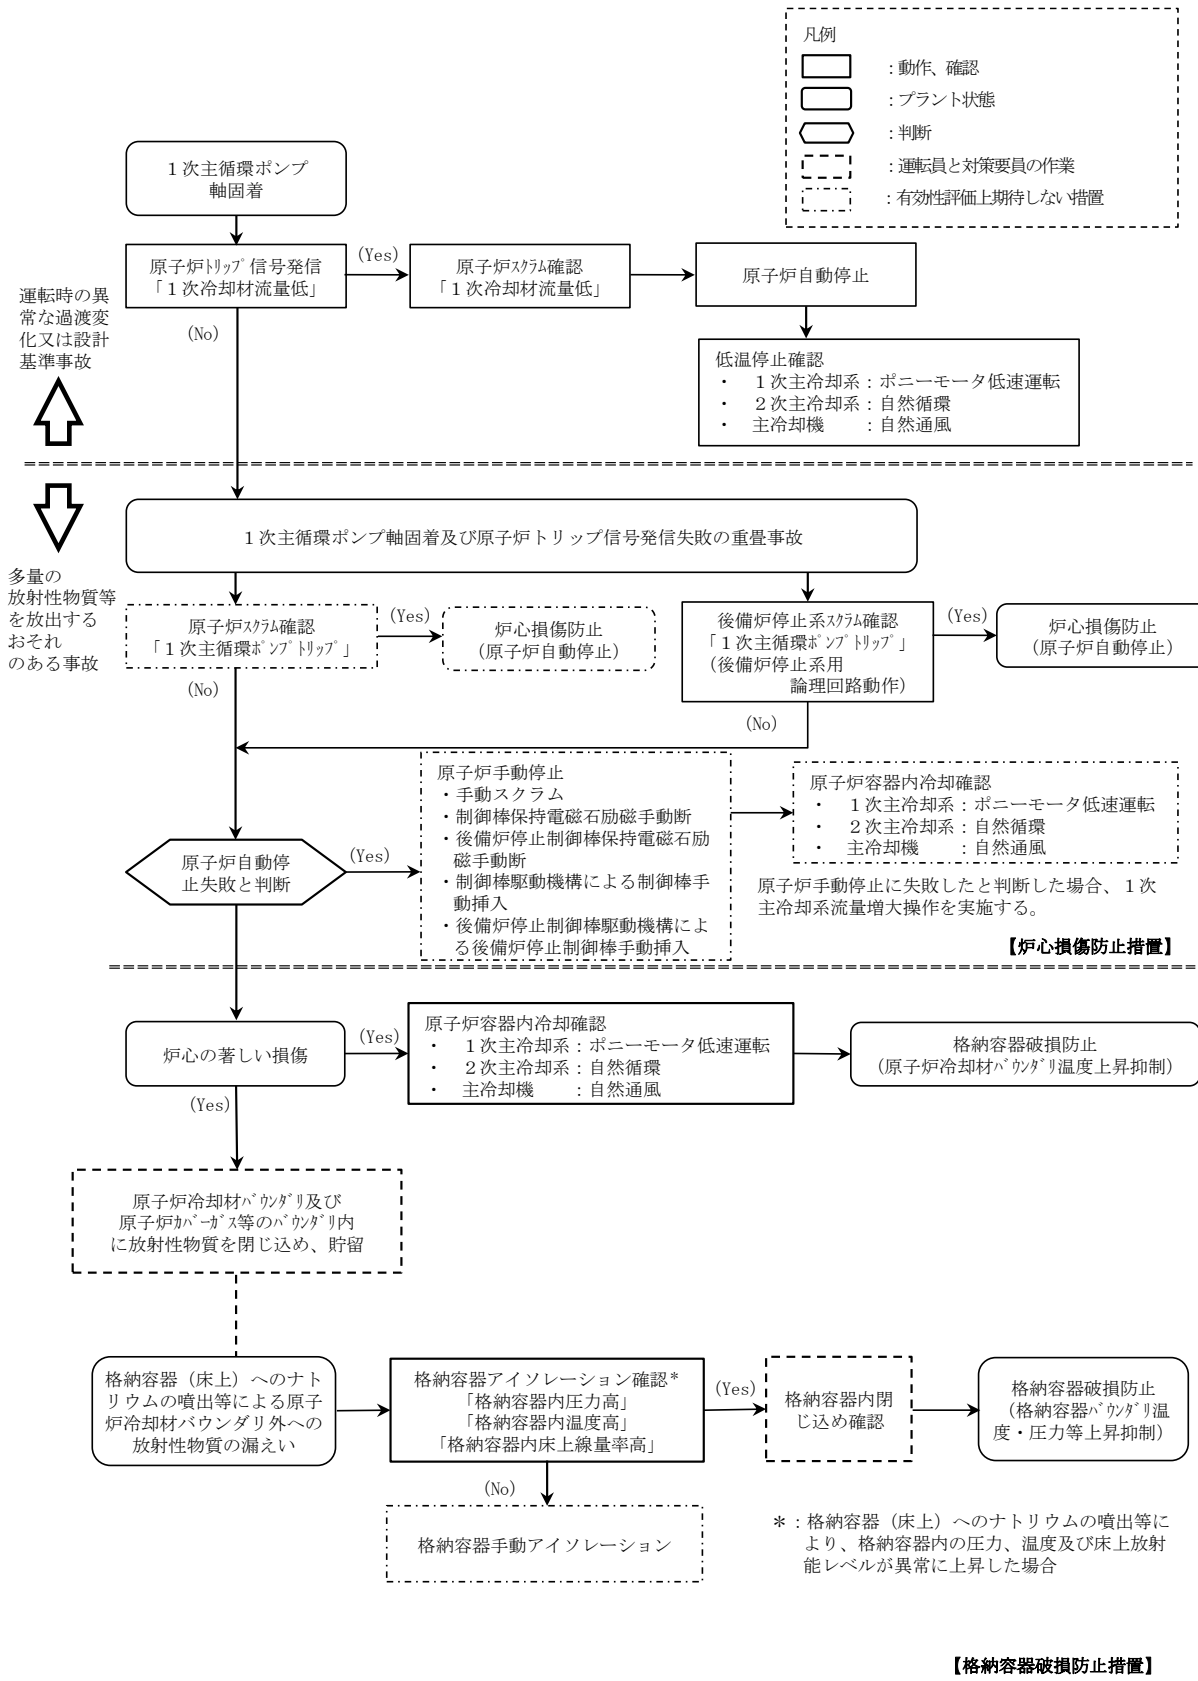 凡例
：動作、確認
：プラント状態
：判断
：運転員と対策要員の作業
：有効性評価上期待しない措置
１次主循環ポンプ
軸固着
原子炉ﾄﾘｯﾌﾟ信号発信
「１次冷却材流量低」
(Yes)
原子炉ｽｸﾗﾑ確認
「１次冷却材流量低」
原子炉自動停止
(No)
運転時の異
常な過渡変
化又は設計
基準事故
低温停止確認
・　１次主冷却系：ポニーモータ低速運転
・　２次主冷却系：自然循環
・　主冷却機　　：自然通風
１次主循環ポンプ軸固着及び原子炉トリップ信号発信失敗の重畳事故
多量の
放射性物質等
を放出する
おそれ
のある事故
原子炉ｽｸﾗﾑ確認
「１次主循環ﾎﾟﾝﾌﾟﾄﾘｯﾌﾟ」
(Yes)
炉心損傷防止
(原子炉自動停止)
後備炉停止系ｽｸﾗﾑ確認
「１次主循環ﾎﾟﾝﾌﾟﾄﾘｯﾌﾟ」
(後備炉停止系用
論理回路動作)
(Yes)
炉心損傷防止
(原子炉自動停止)
(No)
(No)
原子炉手動停止
・手動スクラム
・制御棒保持電磁石励磁手動断
・後備炉停止制御棒保持電磁石励
磁手動断
・制御棒駆動機構による制御棒手
動挿入
・後備炉停止制御棒駆動機構によ
る後備炉停止制御棒手動挿入
原子炉容器内冷却確認
・　１次主冷却系：ポニーモータ低速運転
・　２次主冷却系：自然循環
・　主冷却機　　：自然通風
原子炉自動停
止失敗と判断
(Yes)
原子炉手動停止に失敗したと判断した場合、１次
主冷却系流量増大操作を実施する。
【炉心損傷防止措置】
炉心の著しい損傷
(Yes)
原子炉容器内冷却確認
・　１次主冷却系：ポニーモータ低速運転
・　２次主冷却系：自然循環
・　主冷却機　　：自然通風
格納容器破損防止
(原子炉冷却材ﾊﾞｳﾝﾀﾞﾘ温度上昇抑制)
(Yes)
原子炉冷却材ﾊﾞｳﾝﾀﾞﾘ及び
原子炉ｶﾊﾞｰｶﾞｽ等のﾊﾞｳﾝﾀﾞﾘ内
に放射性物質を閉じ込め、貯留
格納容器（床上）へのナト
リウムの噴出等による原子
炉冷却材バウンダリ外への
放射性物質の漏えい
格納容器アイソレーション確認*
「格納容器内圧力高」
「格納容器内温度高」
「格納容器内床上線量率高」
(Yes)
格納容器内閉
じ込め確認
格納容器破損防止
(格納容器ﾊﾞｳﾝﾀﾞﾘ温
度・圧力等上昇抑制)
(No)
格納容器手動アイソレーション
＊：格納容器（床上）へのナトリウムの噴出等に
より、格納容器内の圧力、温度及び床上放射
能レベルが異常に上昇した場合
【格納容器破損防止措置】